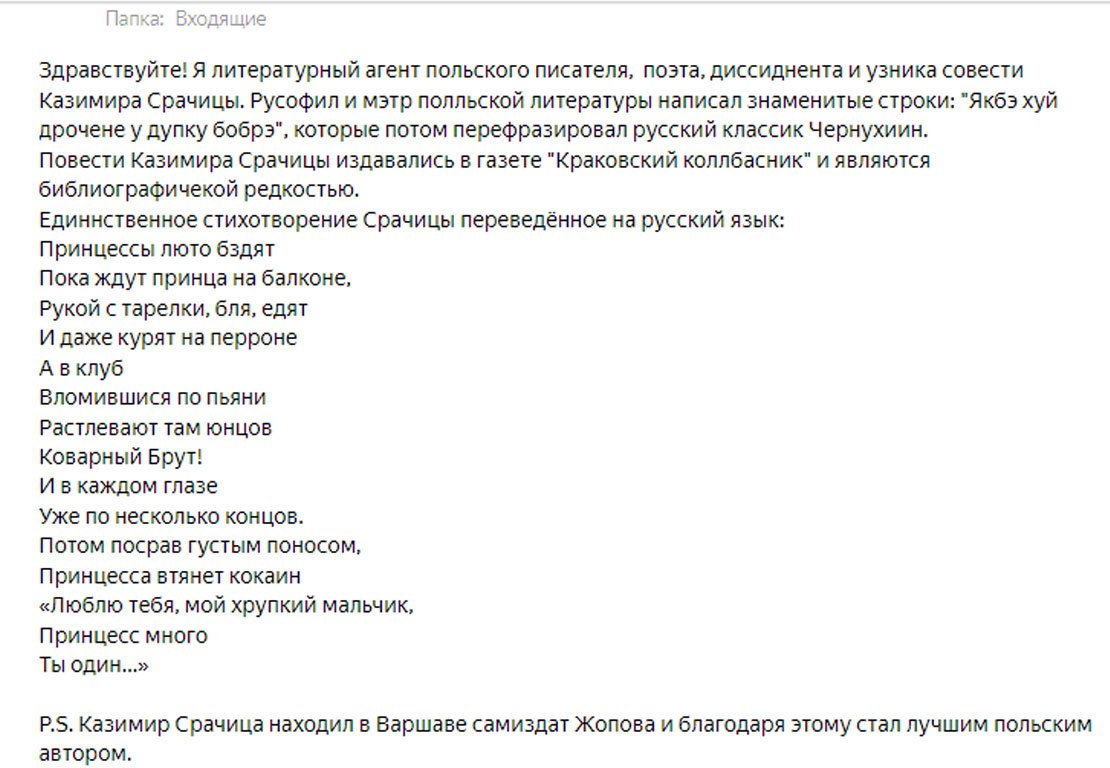 Папка: Входящие
Здравствуйте! Я литературный агент польского писателя, поэта, диссиднента и узника совести
Казимира Срачицы. Русофил и мэтр полльской литературы написал знаменитые строки: "Якбэ хуй
дрочене у дупку бобрэ", которые потом перефразировал русский классик Чернухиин.
Повести Казимира Срачицы издавались в газете "Краковский коллбасник" и являются
библиографичекой редкостью.
Единнственное стихотворение Срачицы переведённое на русский язык:
Принцессы люто бздят
Пока ждут принца на балконе,
Рукой с тарелки, бля, едят
И даже курят на перроне
А в клуб
Вломившися по пьяни
Растлевают там юнцов
Коварный Брут!
И в каждом глазе
Уже по несколько концов.
Потом посрав густым поносом,
Принцесса втянет кокаин
«Люблю тебя, мой хрупкий мальчик,
Принцесс много
Ты один...»
P.S. Казимир Срачица находил в Варшаве самиздат Жопова и благодаря этому стал лучшим польским
автором.